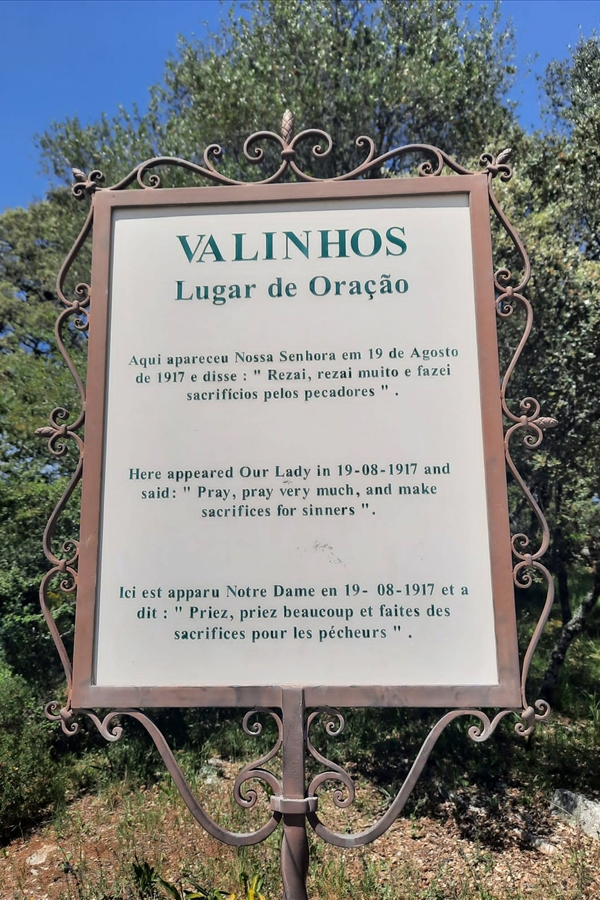 VALINHOS
Lugar de Oração
Aqui apareceu Nossa Senhora em 19 de Agosto
de 1917 e disse : " Rezai, rezai muito e fazei
sacrifícios pelos pecadores " .
Here appeared Our Lady in 19-08-1917 and
said: " Pray, pray very much, and make
sacrifices for sinners ".
Ici est apparu Notre Dame en 19- 08-1917 et a
dit : " Priez, priez beaucoup et faites des
sacrifices pour les pécheurs " .